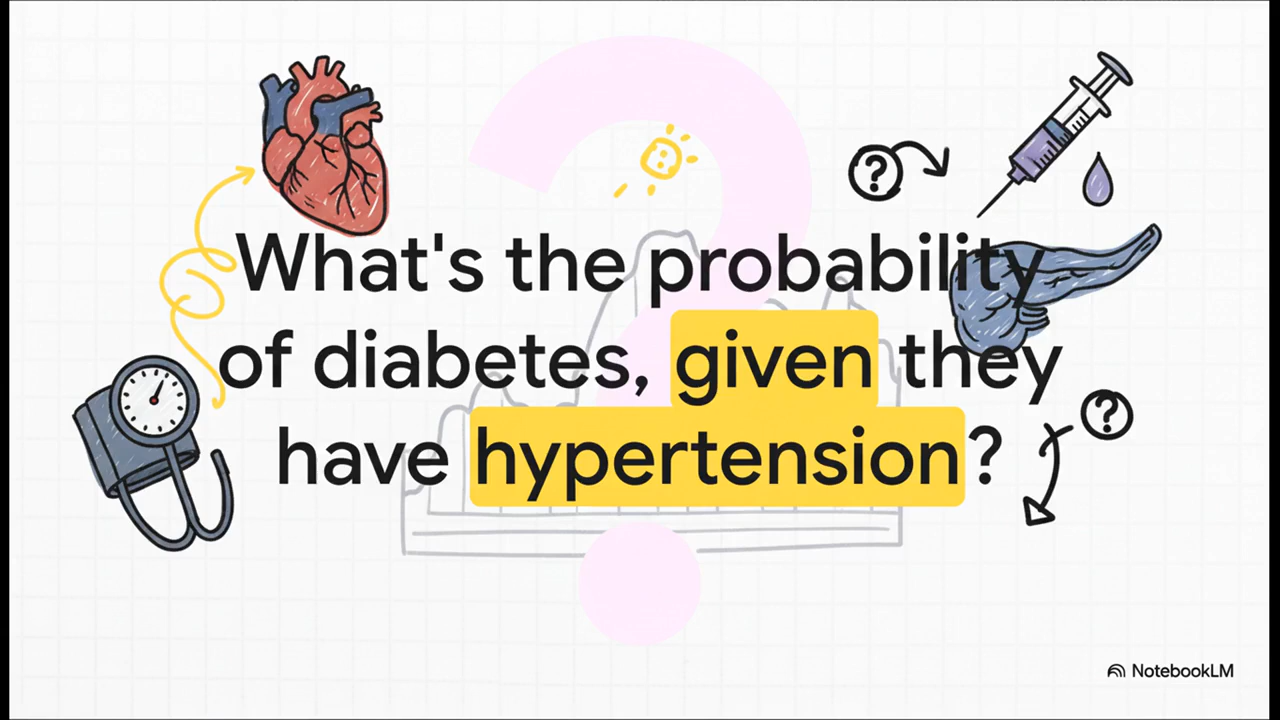 What's the probability
of diabetes, given they
have hypertension?
?
?
NotebookLM